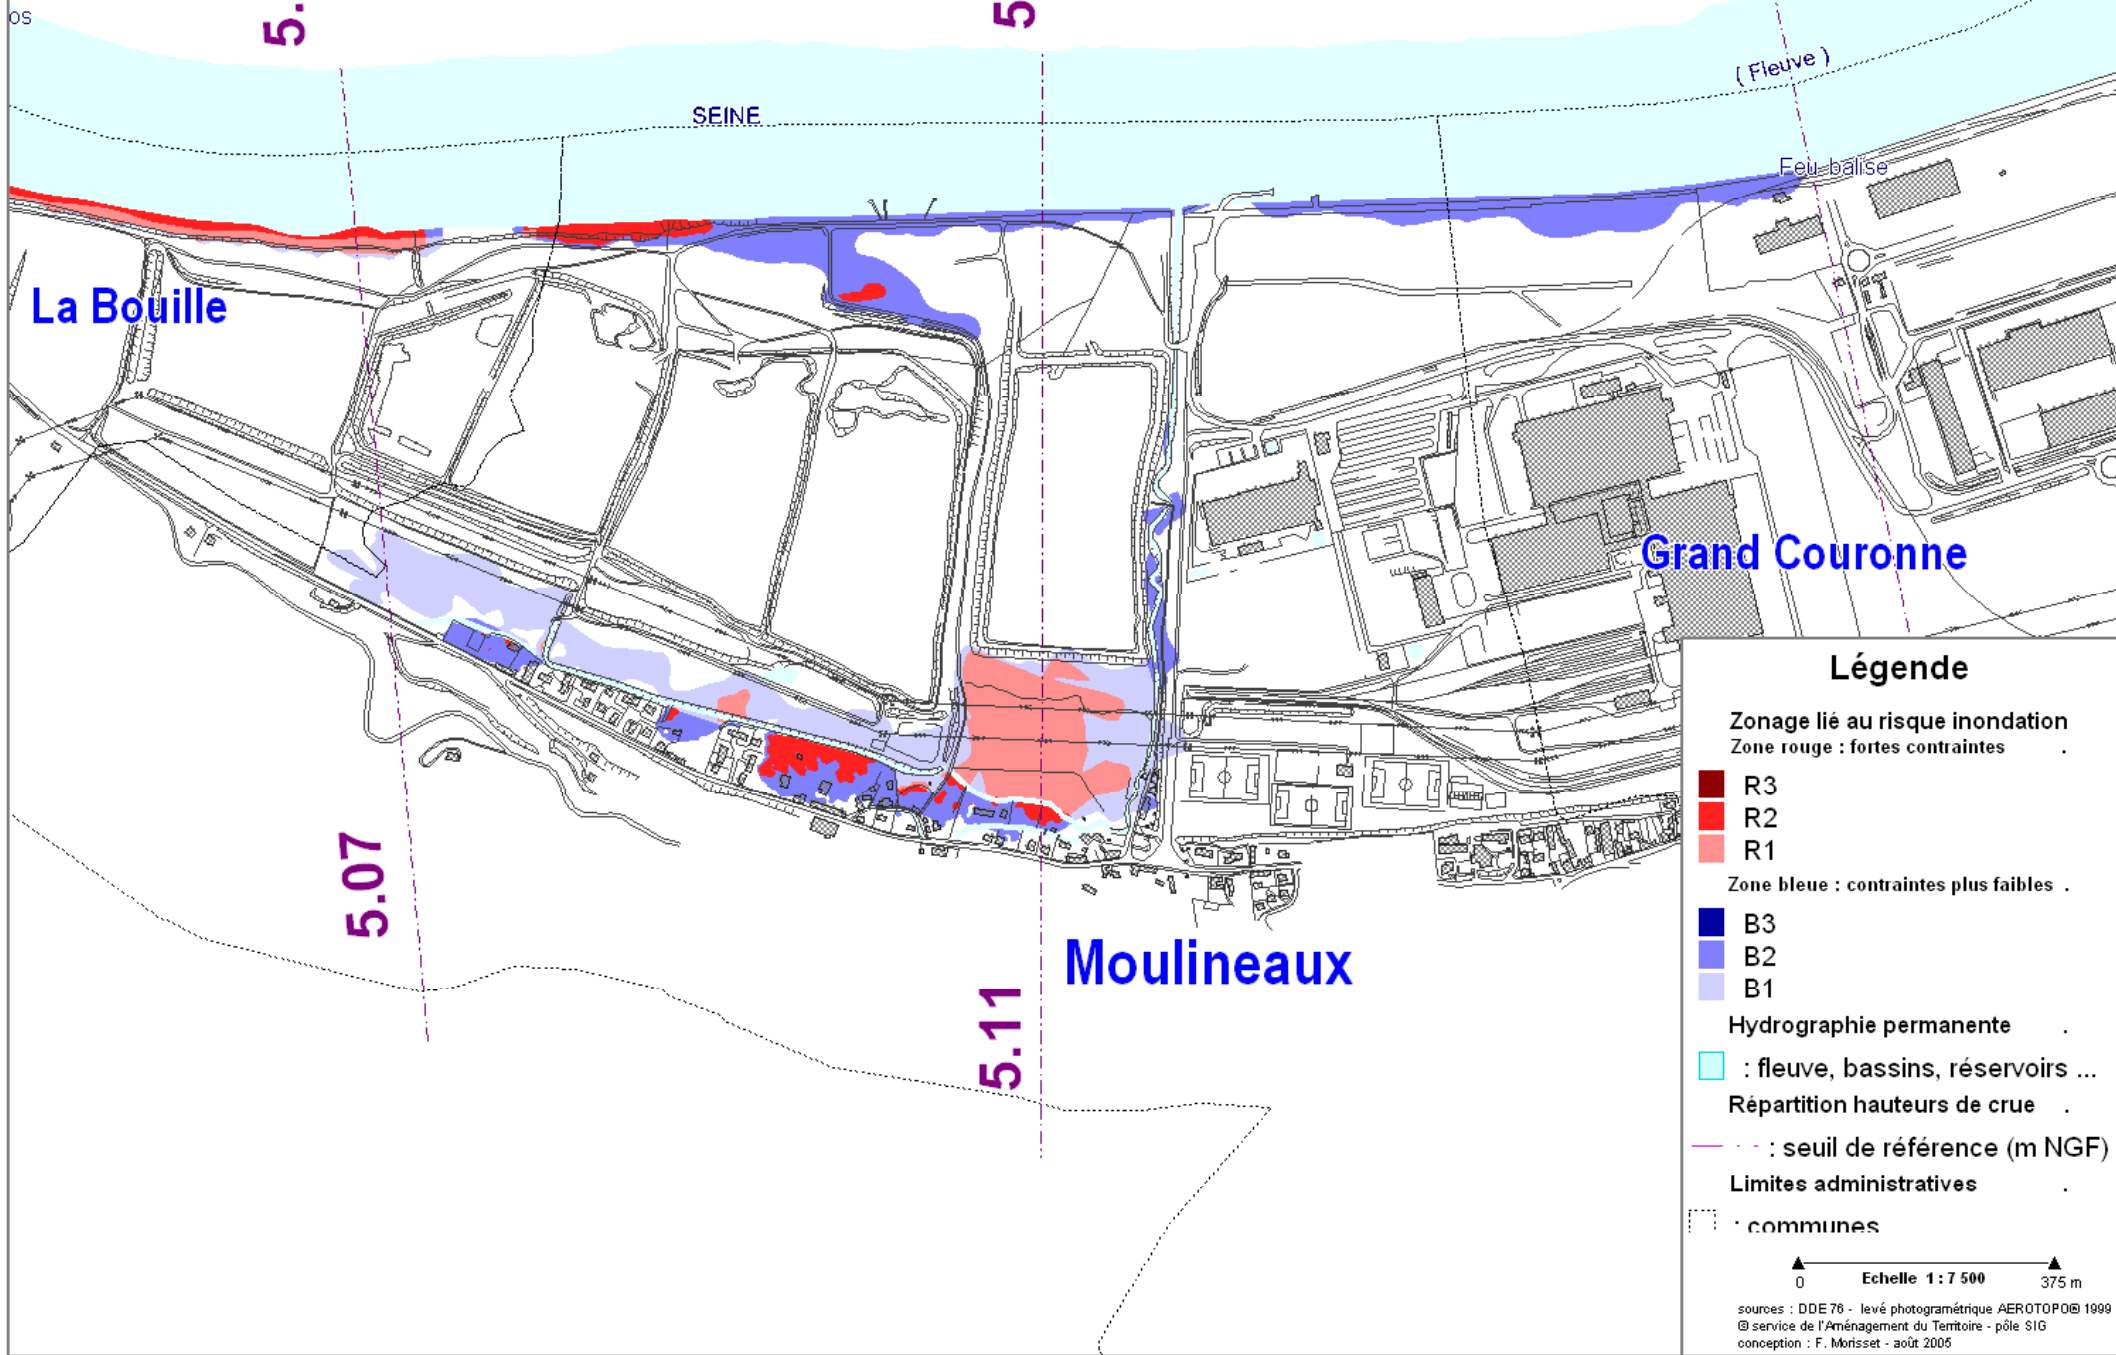 os
5.
5
( Fleuve )
SEINE
Feu balise
La Bouille
Grand Couronne
5.07
Moulineaux
5.11
Légende
Zonage lié au risque inondation
Zone rouge : fortes contraintes .
R3
R2
R1
Zone bleue : contraintes plus faibles .
B3
B2
B1
Hydrographie permanente .
: fleuve, bassins, réservoirs ...
Répartition hauteurs de crue .
: seuil de référence (m NGF)
Limites administratives .
: communes
0 Echelle 1 : 7 500 375 m
sources : DDE 76 - levé photogramétrique AEROTOPO® 1999
© service de l'Aménagement du Territoire - pôle SIG
conception : F. Morisset - août 2005